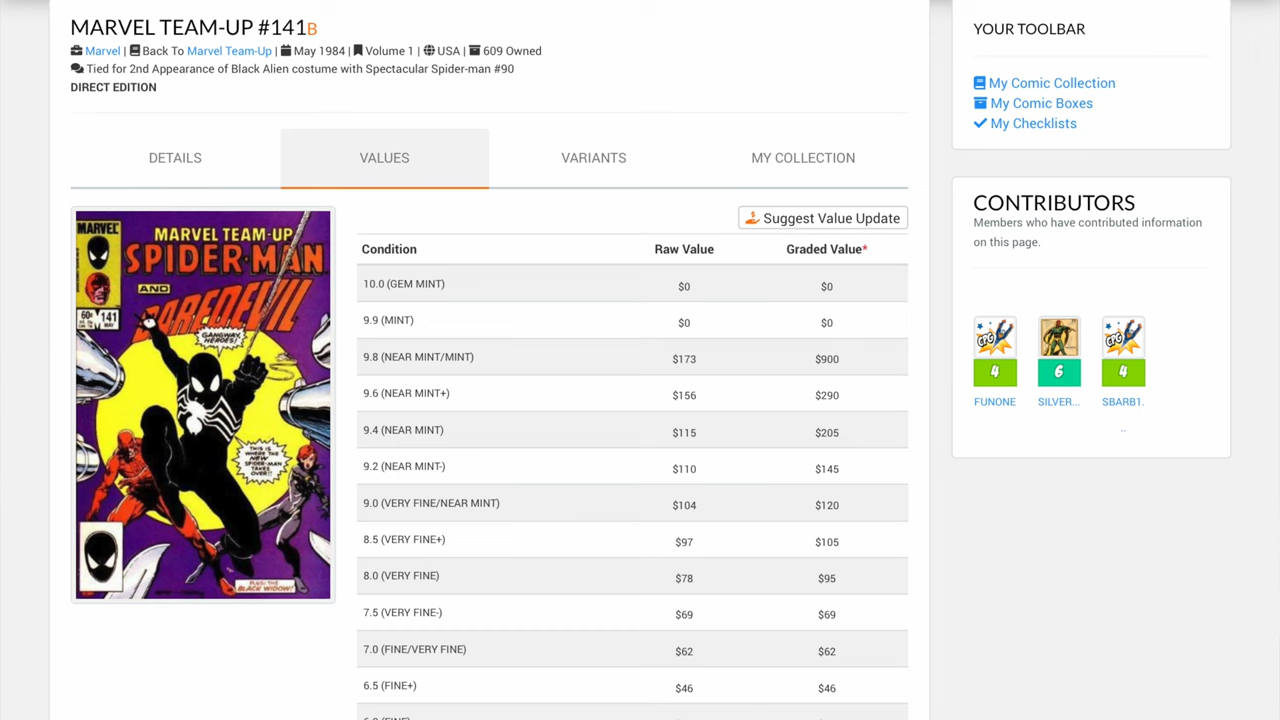 MARVEL TEAM-UP #141B
Marvel | Back To Marvel Team-Up | May 1984 | Volume 1 | USA | 609 Owned
Tied for 2nd Appearance of Black Alien costume with Spectacular Spider-man #90
DIRECT EDITION
DETAILS
VALUES
VARIANTS
MY COLLECTION
MARVEL
MARVEL TEAM-UP
SPIDER-MAN
AND
DAREDEVIL
60¢
141
MAY
GANGWAY, HEROES!
THIS IS WHERE THE NEW SPIDER-MAN TAKES OVER!!
PLUS: THE BLACK WIDOW!
Suggest Value Update
Condition Raw Value Graded Value*
10.0 (GEM MINT) $0 $0
9.9 (MINT) $0 $0
9.8 (NEAR MINT/MINT) $173 $900
9.6 (NEAR MINT+) $156 $290
9.4 (NEAR MINT) $115 $205
9.2 (NEAR MINT-) $110 $145
9.0 (VERY FINE/NEAR MINT) $104 $120
8.5 (VERY FINE+) $97 $105
8.0 (VERY FINE) $78 $95
7.5 (VERY FINE-) $69 $69
7.0 (FINE/VERY FINE) $62 $62
6.5 (FINE+) $46 $46
YOUR TOOLBAR
My Comic Collection
My Comic Boxes
My Checklists
CONTRIBUTORS
Members who have contributed information
on this page.
CPG
CPG
4
6
4
FUNONE
SILVER...
SBARB1.
..